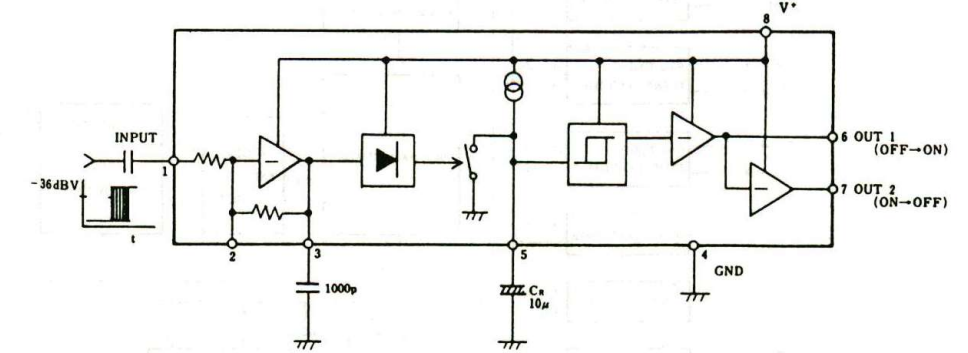 V⁺
8
INPUT
1
6 OUT 1
(OFF→ON)
−36dBV
7 OUT 2
(ON→OFF)
t
2
3
5
4
GND
1000p
CR
10μ